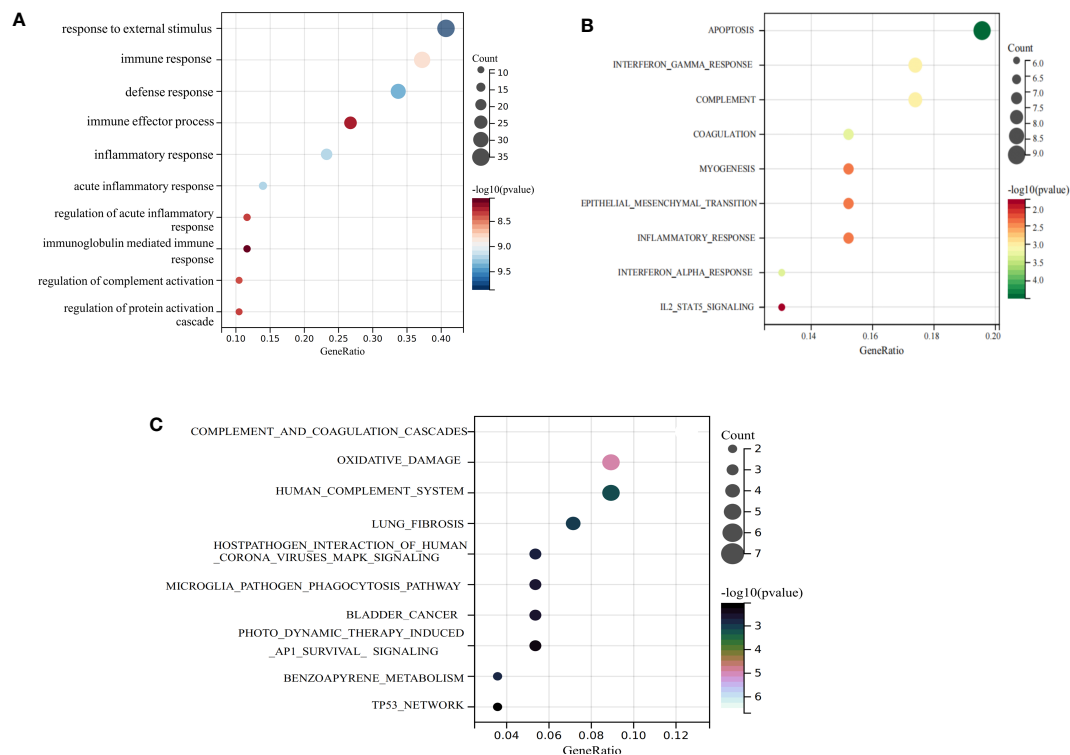 A
response to external stimulus
immune response
defense response
immune effector process
inflammatory response
acute inflammatory response
regulation of acute inflammatory
response
immunoglobulin mediated immune
response
regulation of complement activation
regulation of protein activation
cascade
0.10 0.15 0.20 0.25 0.30 0.35 0.40
GeneRatio
Count
10
15
20
25
30
35
-log10(pvalue)
8.5
9.0
9.5
B
APOPTOSIS
INTERFERON_GAMMA_RESPONSE
COMPLEMENT
COAGULATION
MYOGENESIS
EPITHELIAL_MESENCHYMAL_TRANSITION
INFLAMMATORY_RESPONSE
INTERFERON_ALPHA_RESPONSE
IL2_STAT5_SIGNALING
0.14 0.16 0.18 0.20
GeneRatio
Count
6.0
6.5
7.0
7.5
8.0
8.5
9.0
-log10(pvalue)
2.0
2.5
3.0
3.5
4.0
C
COMPLEMENT_AND_COAGULATION_CASCADES
OXIDATIVE_DAMAGE
HUMAN_COMPLEMENT_SYSTEM
LUNG_FIBROSIS
HOSTPATHOGEN_INTERACTION_OF_HUMAN
_CORONA_VIRUSES_MAPK_SIGNALING
MICROGLIA_PATHOGEN_PHAGOCYTOSIS_PATHWAY
BLADDER_CANCER
PHOTO_DYNAMIC_THERAPY_INDUCED
_AP1_SURVIVAL_ SIGNALING
BENZOAPYRENE_METABOLISM
TP53_NETWORK
0.04 0.06 0.08 0.10 0.12
GeneRatio
Count
2
3
4
5
6
7
-log10(pvalue)
3
4
5
6